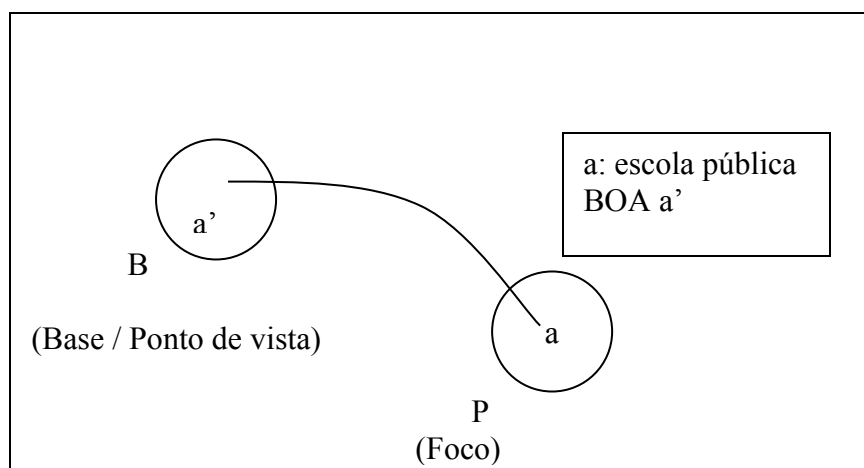 a: escola pública
BOA a’
a’
B
(Base / Ponto de vista)
a
P
(Foco)